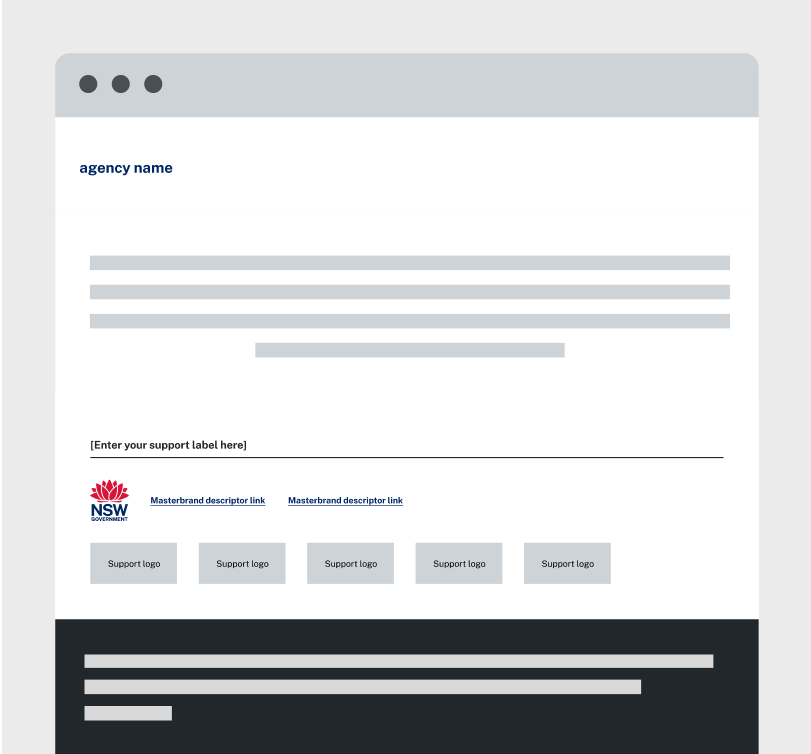 agency name
[Enter your support label here]
NSW
GOVERNMENT
Masterbrand descriptor link Masterbrand descriptor link
Support logo Support logo Support logo Support logo Support logo